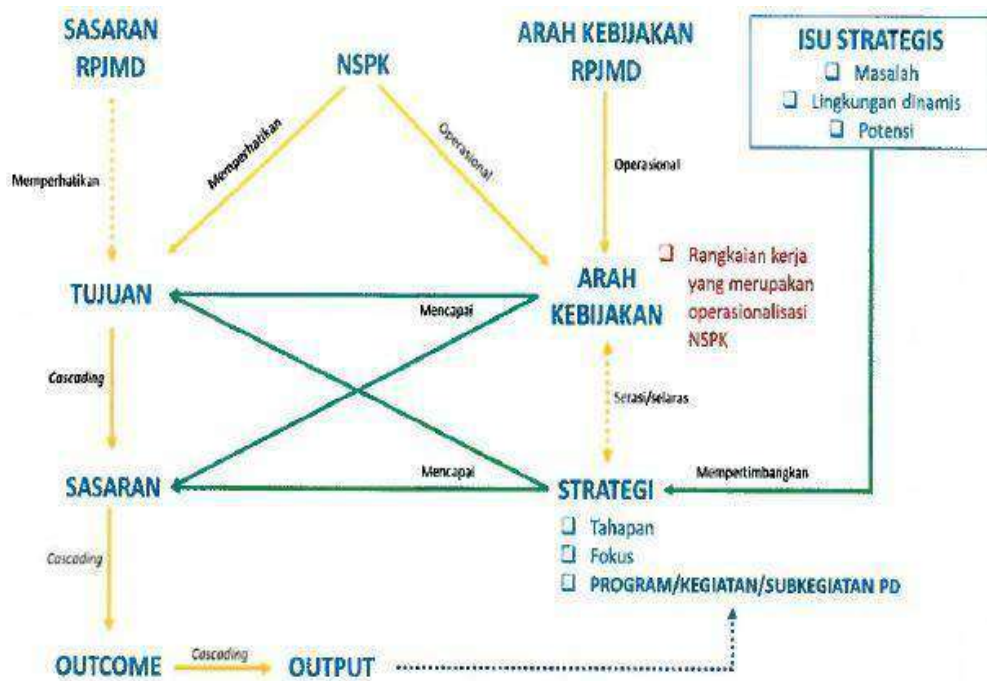 SASARAN
RPJMD
NSPK
ARAH KEBIJAKAN
RPJMD
ISU STRATEGIS
❑ Masalah
❑ Lingkungan dinamis
❑ Potensi
Memperhatikan
Memperhatikan
Operasional
Operasional
TUJUAN
Mencapai
ARAH
KEBIJAKAN
❑ Rangkaian kerja
yang merupakan
operasionalisasi
NSPK
Cascading
Serasi/selaras
SASARAN
Mencapai
STRATEGI
Mempertimbangkan
❑ Tahapan
❑ Fokus
❑ PROGRAM/KEGIATAN/SUBKEGIATAN PD
Cascading
OUTCOME
Cascading
OUTPUT